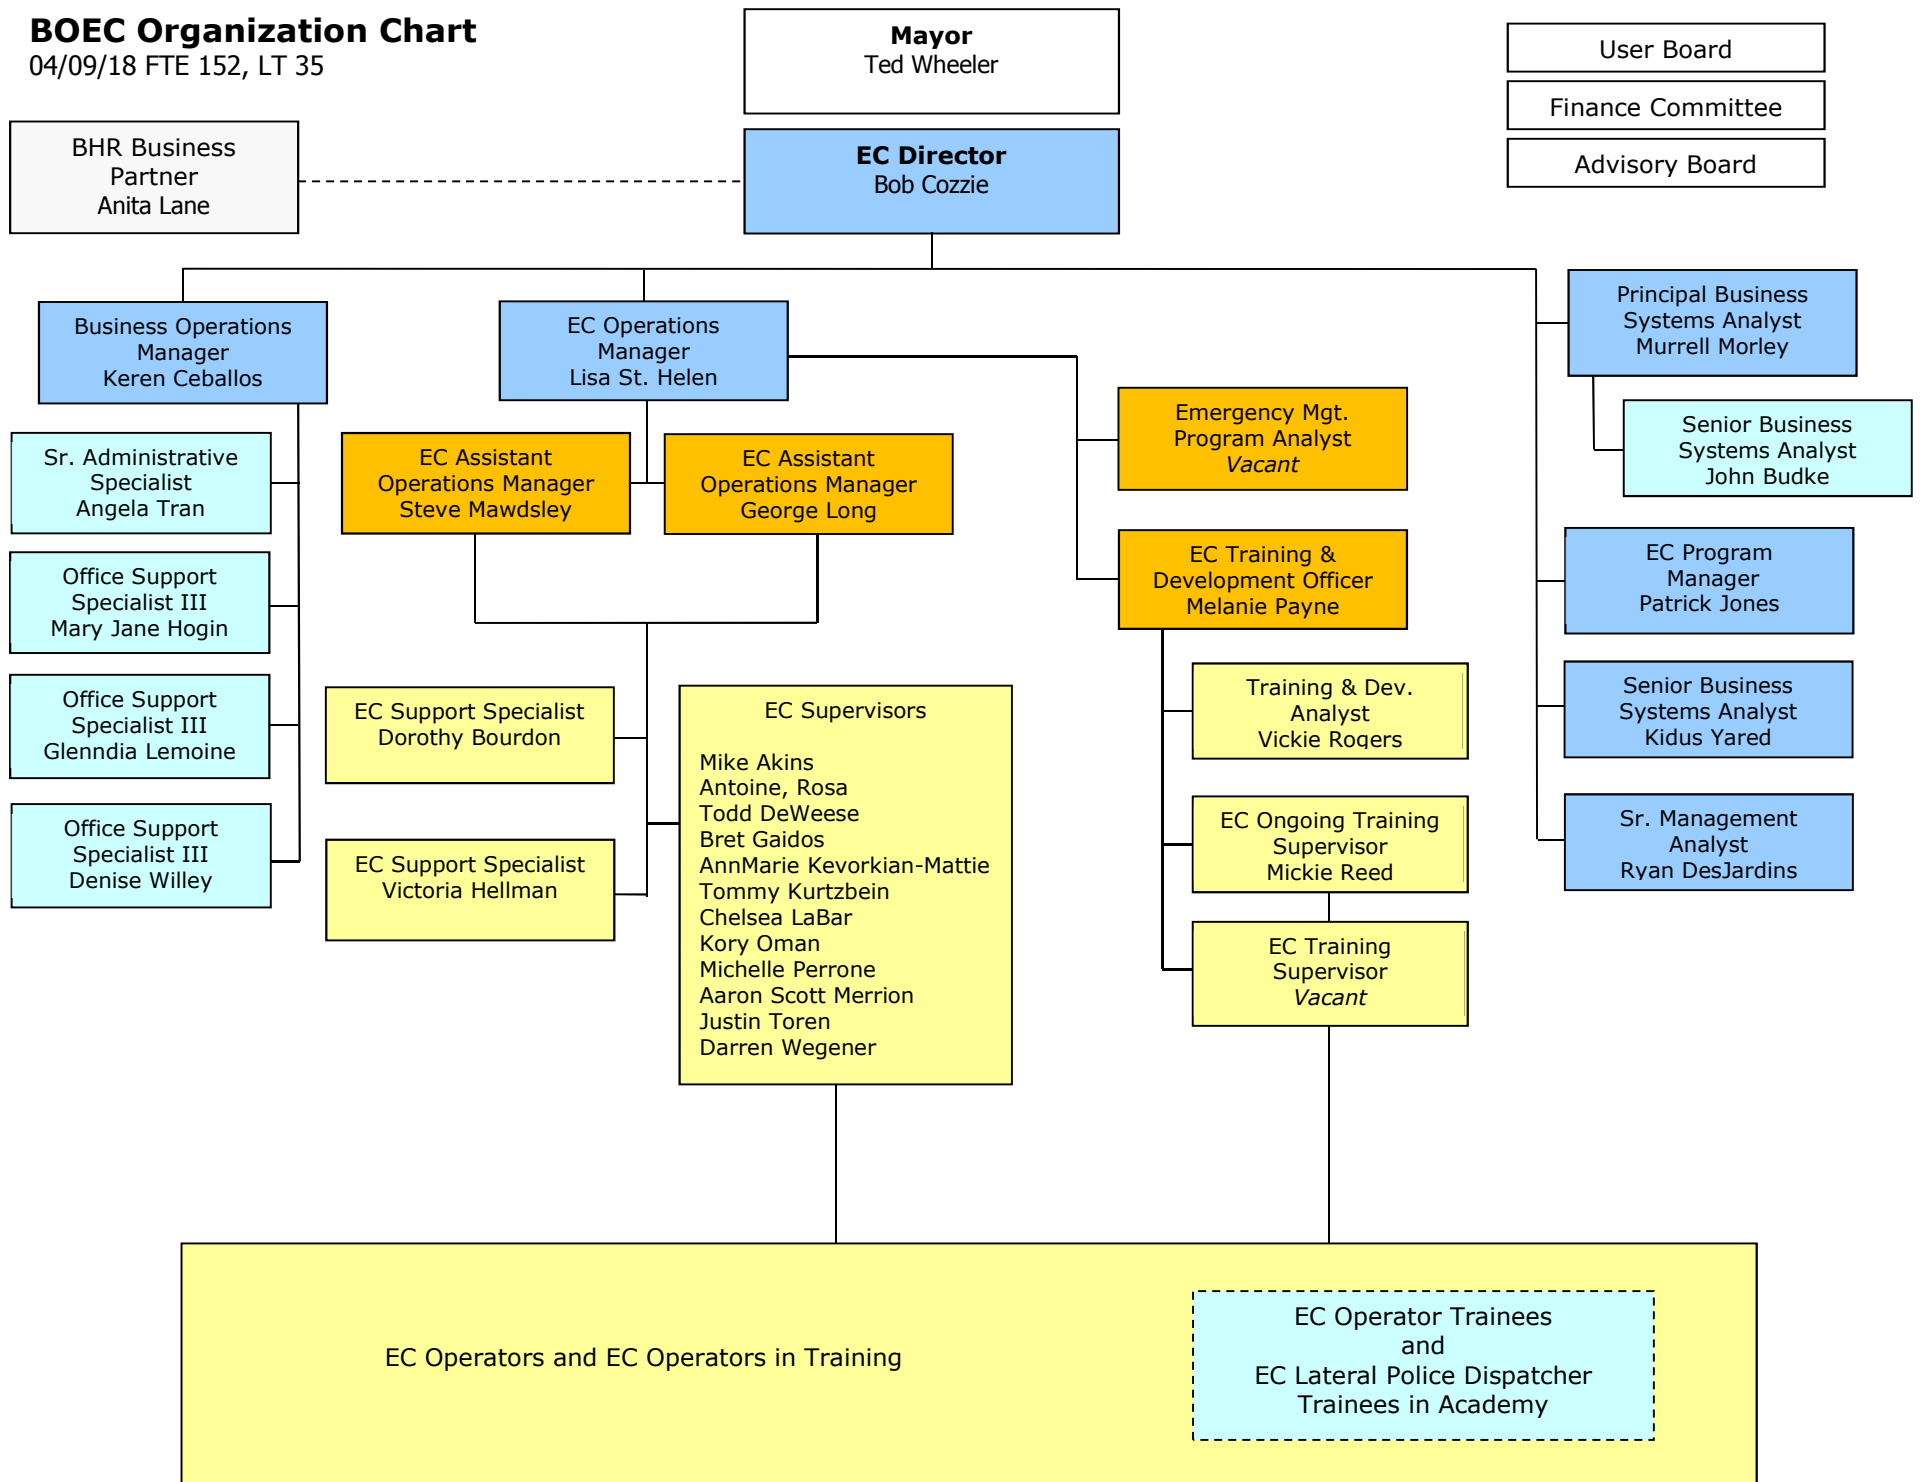 BOEC Organization Chart
04/09/18 FTE 152, LT 35
Mayor
Ted Wheeler
User Board
Finance Committee
Advisory Board
BHR Business
Partner
Anita Lane
EC Director
Bob Cozzie
Business Operations
Manager
Keren Ceballos
EC Operations
Manager
Lisa St. Helen
Principal Business
Systems Analyst
Murrell Morley
Sr. Administrative
Specialist
Angela Tran
EC Assistant
Operations Manager
Steve Mawdsley
EC Assistant
Operations Manager
George Long
Emergency Mgt.
Program Analyst
Vacant
Senior Business
Systems Analyst
John Budke
Office Support
Specialist III
Mary Jane Hogin
EC Training &
Development Officer
Melanie Payne
EC Program
Manager
Patrick Jones
Office Support
Specialist III
Glenndia Lemoine
EC Support Specialist
Dorothy Bourdon
EC Supervisors
Mike Akins
Antoine, Rosa
Todd DeWeese
Bret Gaidos
AnnMarie Kevorkian-Mattie
Tommy Kurtzbein
Chelsea LaBar
Kory Oman
Michelle Perrone
Aaron Scott Merrion
Justin Toren
Darren Wegener
Training & Dev.
Analyst
Vickie Rogers
Senior Business
Systems Analyst
Kidus Yared
Office Support
Specialist III
Denise Willey
EC Support Specialist
Victoria Hellman
EC Ongoing Training
Supervisor
Mickie Reed
Sr. Management
Analyst
Ryan DesJardins
EC Training
Supervisor
Vacant
EC Operators and EC Operators in Training
EC Operator Trainees
and
EC Lateral Police Dispatcher
Trainees in Academy